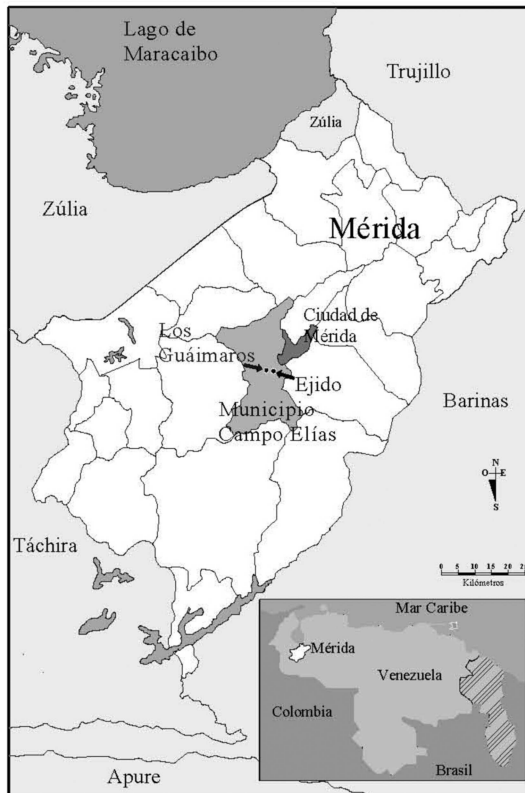 Lago de
Maracaibo
Trujillo
Zúlia
Zúlia
Mérida
Ciudad de
Mérida
Los
Guáimaros
Ejido
Municipio
Campo Elías
Barinas
N
O E
S
Táchira
0 5 10 15 20 25
Kilómetros
Mar Caribe
Mérida
Venezuela
Colombia
Brasil
Apure